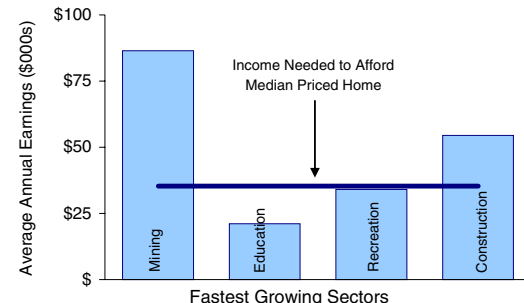 Average Annual Earnings ($000s)
$100
$75
$50
$25
$
Income Needed to Afford
Median Priced Home
Mining
Education
Recreation
Construction
Fastest Growing Sectors